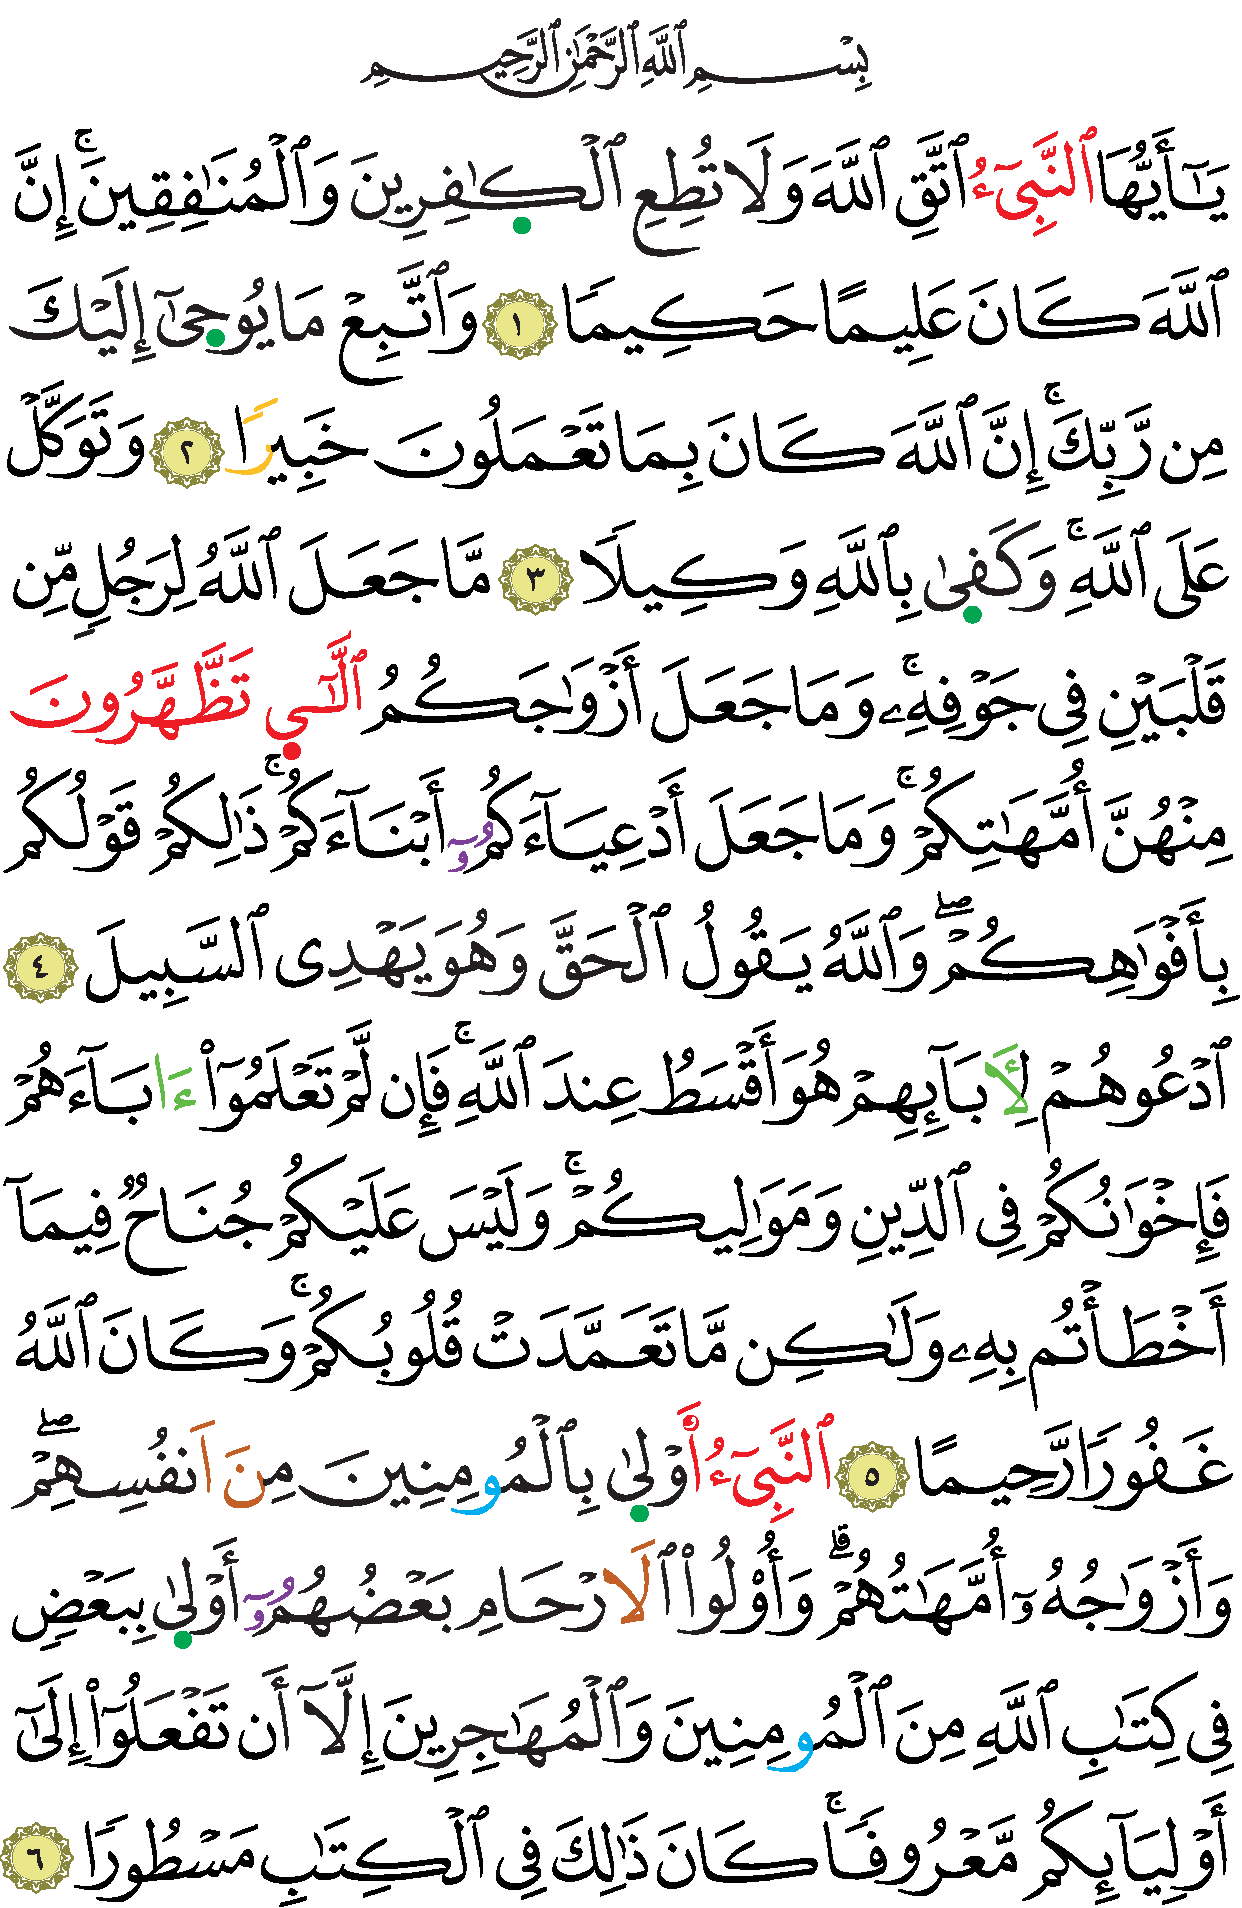 بِسْمِ ٱللَّهِ ٱلرَّحْمَٰنِ ٱلرَّحِيمِ
يَـٰٓأَيُّهَا ٱلنَّبِيٓءُ ٱتَّقِ ٱللَّهَ وَلَا تُطِعِ ٱلْكَـٰفِرِينَ وَٱلْمُنَـٰفِقِينَۚ إِنَّ
ٱللَّهَ كَانَ عَلِيمًا حَكِيمًا ١ وَٱتَّبِعْ مَا يُوحَىٰٓ إِلَيْكَ
مِن رَّبِّكَۚ إِنَّ ٱللَّهَ كَانَ بِمَا تَعْمَلُونَ خَبِيرًا ٢ وَتَوَكَّلْ
عَلَى ٱللَّهِۚ وَكَفَىٰ بِٱللَّهِ وَكِيلًا ٣ مَّا جَعَلَ ٱللَّهُ لِرَجُلٍ مِّن
قَلْبَيْنِ فِي جَوْفِهِۦۚ وَمَا جَعَلَ أَزْوَٰجَكُمُ ٱلَّـٰٓـِٕي تَظَّهَّرُونَ
مِنْهُنَّ أُمَّهَـٰتِكُمْۚ وَمَا جَعَلَ أَدْعِيَآءَكُمُۥٓ أَبْنَآءَكُمْۚ ذَٰلِكُمْ قَوْلُكُم
بِأَفْوَٰهِكُمْۖ وَٱللَّهُ يَقُولُ ٱلْحَقَّ وَهُوَ يَهْدِى ٱلسَّبِيلَ ٤
ٱدْعُوهُمْ لِأَبَآئِهِمْ هُوَ أَقْسَطُ عِندَ ٱللَّهِۚ فَإِن لَّمْ تَعْلَمُوٓا۟ ءَابَآءَهُمْ
فَإِخْوَٰنُكُمْ فِي ٱلدِّينِ وَمَوَٰلِيكُمْۚ وَلَيْسَ عَلَيْكُمْ جُنَاحٌ فِيمَآ
أَخْطَأْتُم بِهِۦ وَلَـٰكِن مَّا تَعَمَّدَتْ قُلُوبُكُمْۚ وَكَانَ ٱللَّهُ
غَفُورًا رَّحِيمًا ٥ ٱلنَّبِيٓءُ أَوْلَىٰ بِٱلْمُومِنِينَ مِنَ اَنفُسِهِمْۖ
وَأَزْوَٰجُهُۥٓ أُمَّهَـٰتُهُمْۗ وَأُو۟لُوا۟ ٱلَارْحَامِ بَعْضُهُمُۥٓ أَوْلَىٰ بِبَعْضٍ
فِي كِتَـٰبِ ٱللَّهِ مِنَ ٱلْمُومِنِينَ وَٱلْمُهَـٰجِرِينَ إِلَّآ أَن تَفْعَلُوٓا۟ إِلَىٰٓ
أَوْلِيَآئِكُم مَّعْرُوفًاۚ كَانَ ذَٰلِكَ فِي ٱلْكِتَـٰبِ مَسْطُورًا ٦